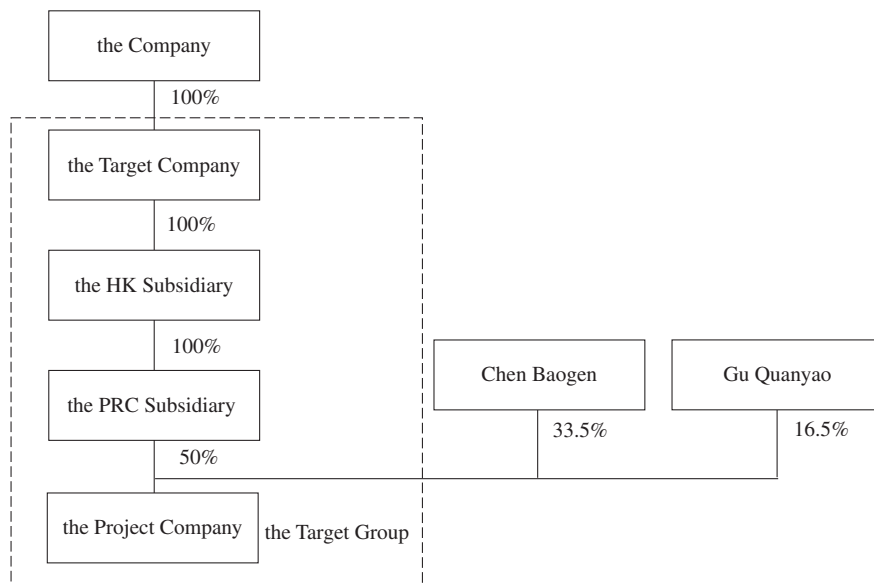 the Company
100%
the Target Company
100%
the HK Subsidiary
100%
the PRC Subsidiary
Chen Baogen
Gu Quanyao
50%
33.5%
16.5%
the Project Company
the Target Group